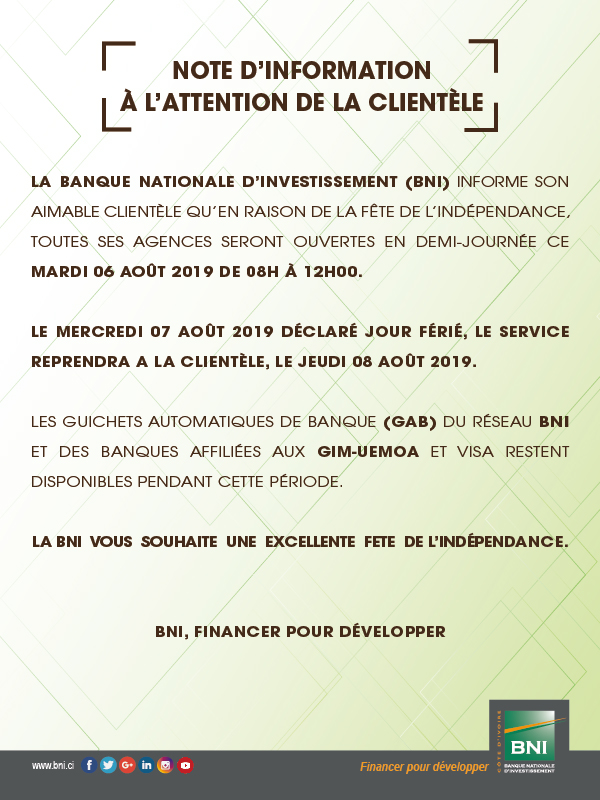 NOTE D’INFORMATION
À L’ATTENTION DE LA CLIENTÈLE
LA BANQUE NATIONALE D’INVESTISSEMENT (BNI) INFORME SON
AIMABLE CLIENTÈLE QU’EN RAISON DE LA FÊTE DE L’INDÉPENDANCE,
TOUTES SES AGENCES SERONT OUVERTES EN DEMI-JOURNÉE CE
MARDI 06 AOÛT 2019 DE 08H À 12H00.
LE MERCREDI 07 AOÛT 2019 DÉCLARÉ JOUR FÉRIÉ, LE SERVICE
REPRENDRA A LA CLIENTÈLE, LE JEUDI 08 AOÛT 2019.
LES GUICHETS AUTOMATIQUES DE BANQUE (GAB) DU RÉSEAU BNI
ET DES BANQUES AFFILIÉES AUX GIM-UEMOA ET VISA RESTENT
DISPONIBLES PENDANT CETTE PÉRIODE.
LA BNI VOUS SOUHAITE UNE EXCELLENTE FETE DE L’INDÉPENDANCE.
BNI, FINANCER POUR DÉVELOPPER
www.bni.ci
Financer pour développer
CÔTE D’IVOIRE
BNI
BANQUE NATIONALE
D’INVESTISSEMENT